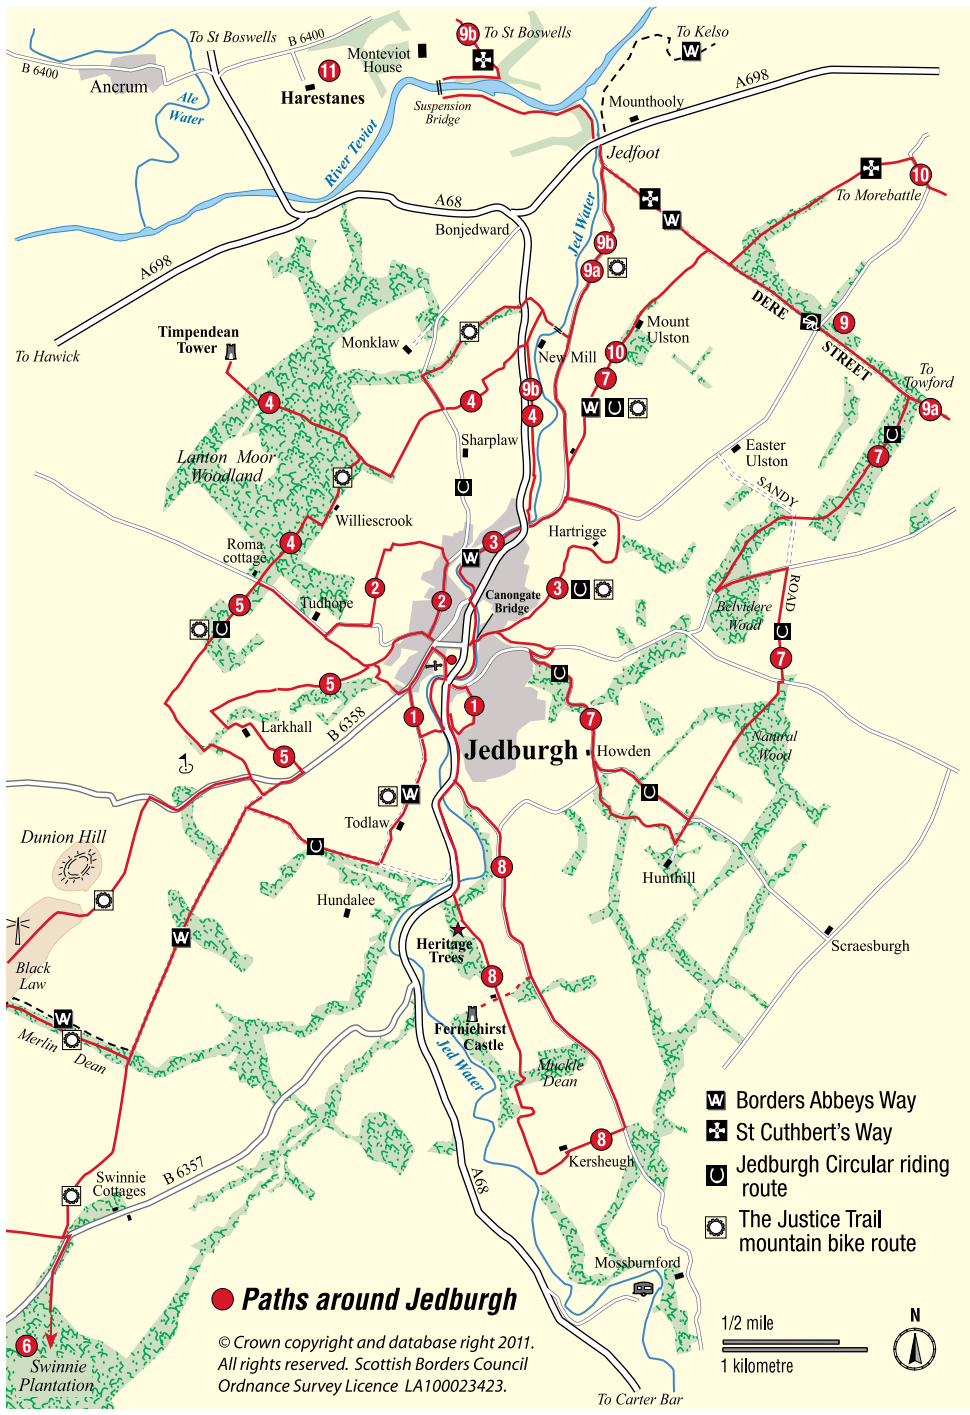 To St Boswells
B 6400
B 6400
Ancrum
Ale
Water
11
Harestanes
Monteviot
House
9b
To St Boswells
To Kelso
W
A698
Suspension
Bridge
Mounthooly
River Teviot
Jedfoot
10
To Morebattle
A68
Bonjedward
Jed Water
9b
9a
W
A698
To Hawick
Timpendean
Tower
Monklaw
New Mill
Mount
Ulston
10
7
W
DERE
STREET
9
To
Towford
9a
4
4
9b
4
Sharplaw
Lanton Moor
Woodland
Easter
Ulston
7
SANDY
ROAD
Williescrook
4
Roma
cottage
3
W
Hartrigge
5
2
2
Tudhope
Canongate
Bridge
3
Belvidere
Wood
7
5
1
1
Larkhall
B 6358
5
Jedburgh
7
Howden
Natural
Wood
W
Todlaw
Dunion Hill
8
Hunthill
Hundalee
W
Heritage
Trees
Scraesburgh
Black
Law
8
W
Merlin
Dean
Ferniehirst
Castle
Jed Water
Muckle
Dean
8
Kersheugh
B 6357
A68
Swinnie
Cottages
Mossburnford
6
Swinnie
Plantation
To Carter Bar
W Borders Abbeys Way
St Cuthbert's Way
Jedburgh Circular riding
route
The Justice Trail
mountain bike route
Paths around Jedburgh
© Crown copyright and database right 2011.
All rights reserved. Scottish Borders Council
Ordnance Survey Licence LA100023423.
1/2 mile
1 kilometre
N